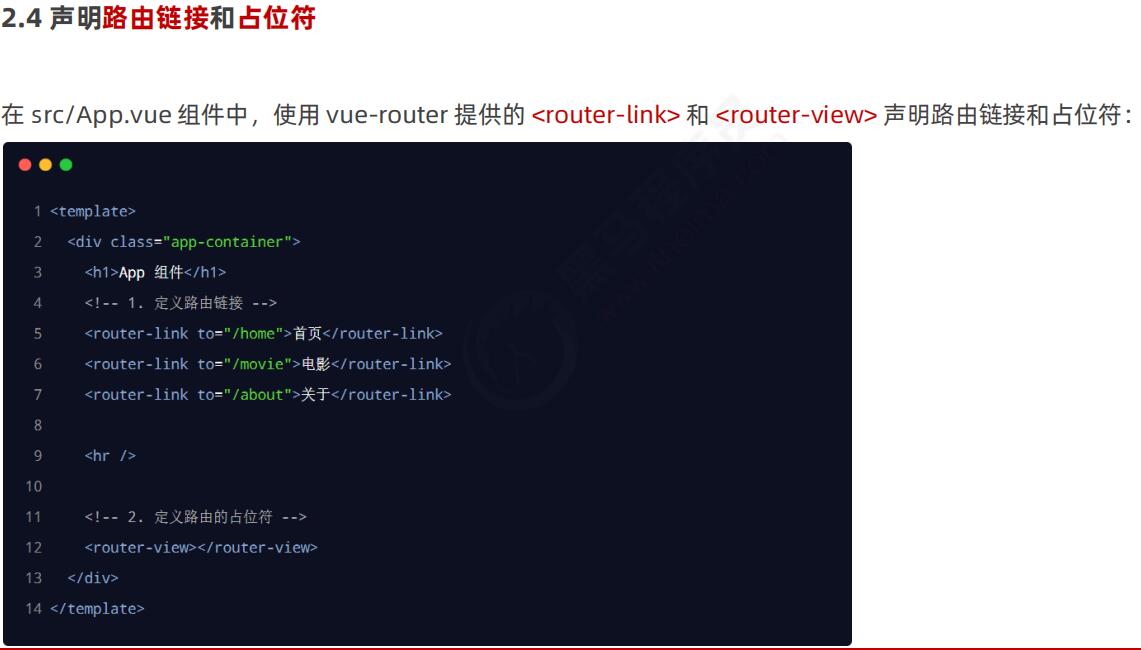 2.4 声明路由链接和占位符
在 src/App.vue 组件中，使用 vue-router 提供的 <router-link> 和 <router-view> 声明路由链接和占位符：
1 <template>
2   <div class="app-container">
3     <h1>App 组件</h1>
4     <!-- 1. 定义路由链接 -->
5     <router-link to="/home">首页</router-link>
6     <router-link to="/movie">电影</router-link>
7     <router-link to="/about">关于</router-link>
8
9     <hr />
10
11     <!-- 2. 定义路由的占位符 -->
12     <router-view></router-view>
13   </div>
14 </template>
黑马程序员